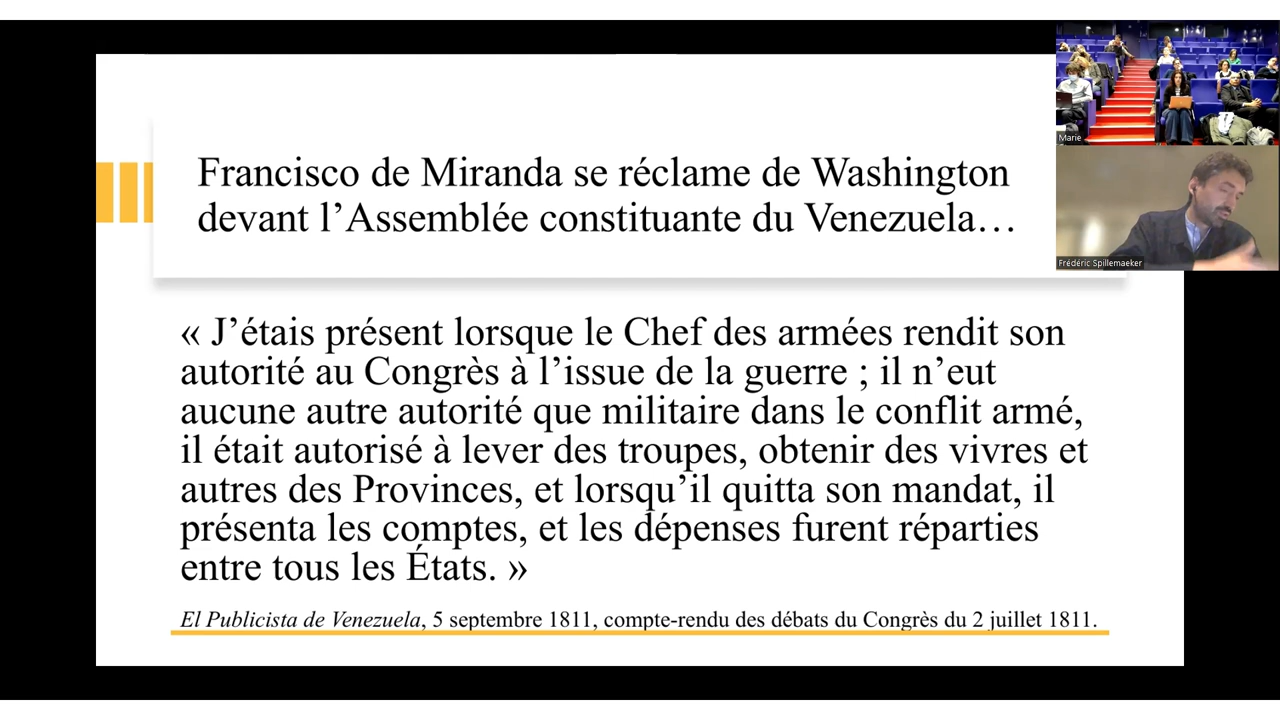 Francisco de Miranda se réclame de Washington
devant l’Assemblée constituante du Venezuela…
« J’étais présent lorsque le Chef des armées rendit son
autorité au Congrès à l’issue de la guerre ; il n’eut
aucune autre autorité que militaire dans le conflit armé,
il était autorisé à lever des troupes, obtenir des vivres et
autres des Provinces, et lorsqu’il quitta son mandat, il
présenta les comptes, et les dépenses furent réparties
entre tous les États. »
El Publicista de Venezuela, 5 septembre 1811, compte-rendu des débats du Congrès du 2 juillet 1811.
Marie
Frédéric Spillemaeker